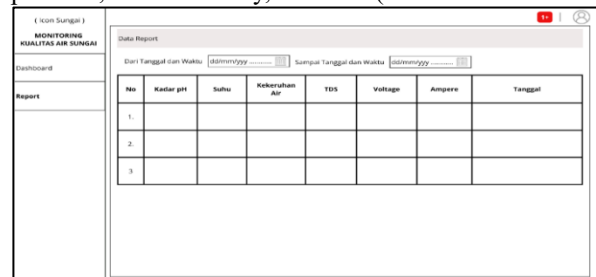 ( Icon Sungai )
MONITORING
KUALITAS AIR SUNGAI
Dashboard
Report
1+
Data Report
Dari Tanggal dan Waktu dd/mm/yyy ........... Sampai Tanggal dan Waktu dd/mm/yyy ...........
No Kadar pH Suhu Kekeruhan Air TDS Voltage Ampere Tanggal
1.
2.
3